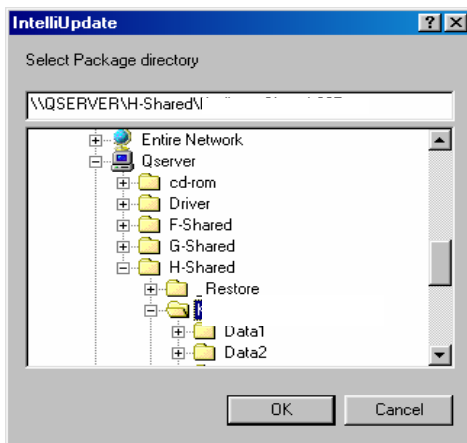 IntelliUpdate
Select Package directory
\\QSERVER\H-Shared\
Entire Network
Qserver
cd-rom
Driver
F-Shared
G-Shared
H-Shared
_Restore
Data1
Data2
OK Cancel